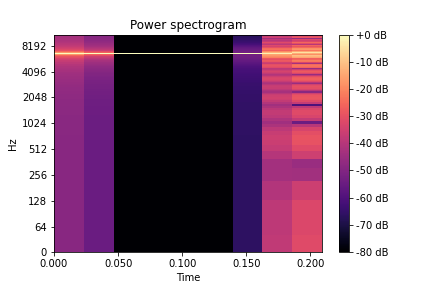 Power spectrogram
8192
4096
2048
1024
512
256
128
64
0
Hz
0.000 0.050 0.100 0.150 0.200
Time
+0 dB
-10 dB
-20 dB
-30 dB
-40 dB
-50 dB
-60 dB
-70 dB
-80 dB